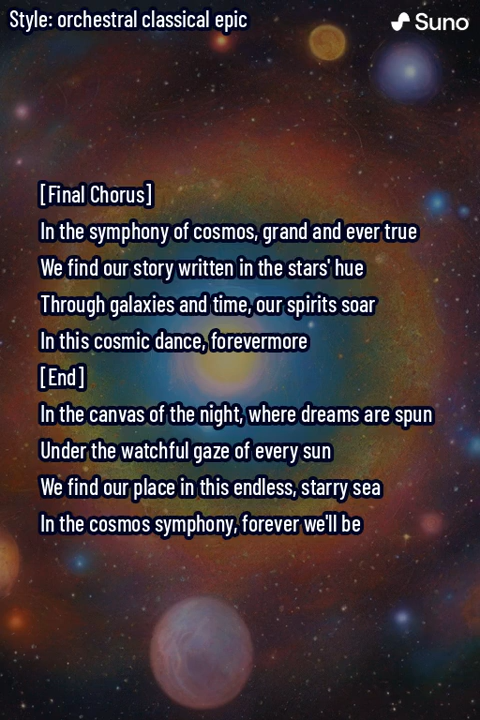 Style: orchestral classical epic
Suno
[Final Chorus]
In the symphony of cosmos, grand and ever true
We find our story written in the stars' hue
Through galaxies and time, our spirits soar
In this cosmic dance, forevermore
[End]
In the canvas of the night, where dreams are spun
Under the watchful gaze of every sun
We find our place in this endless, starry sea
In the cosmos symphony, forever we'll be